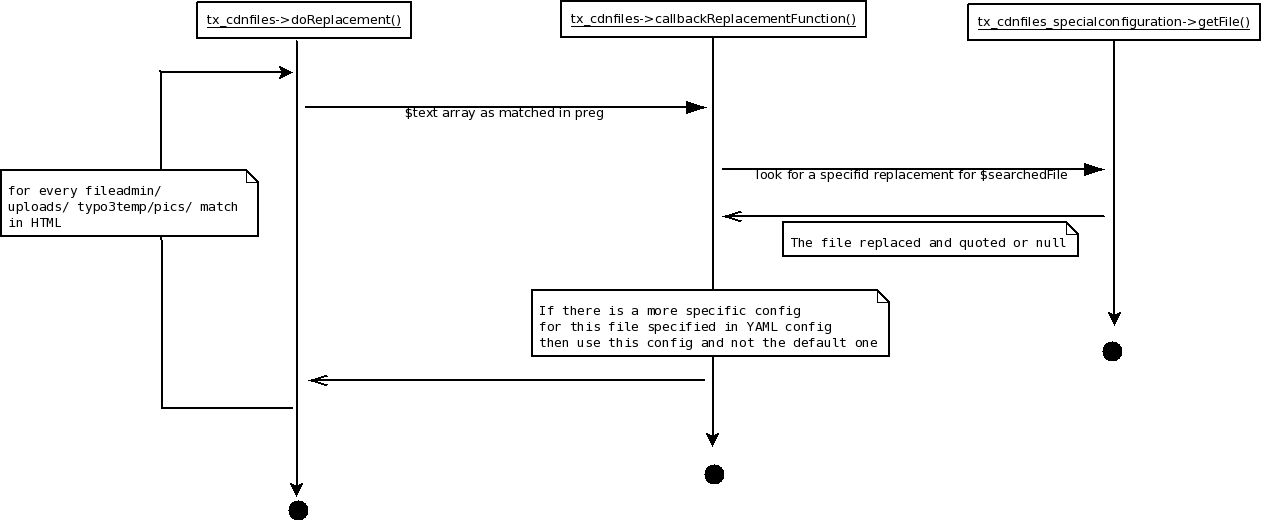 tx_cdnfiles->doReplacement()
tx_cdnfiles->callbackReplacementFunction()
tx_cdnfiles_specialconfiguration->getFile()
$text array as matched in preg
look for a specifid replacement for $searchedFile
for every fileadmin/
uploads/ typo3temp/pics/ match
in HTML
The file replaced and quoted or null
If there is a more specific config
for this file specified in YAML config
then use this config and not the default one